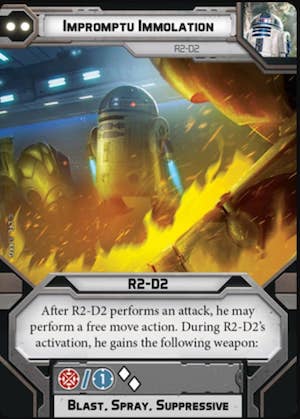 IMPROMPTU IMMOLATION
R2-D2
R2-D2
After R2-D2 performs an attack, he may
perform a free move action. During R2-D2's
activation, he gains the following weapon:
/1
BLAST, SPRAY, SUPPRESSIVE